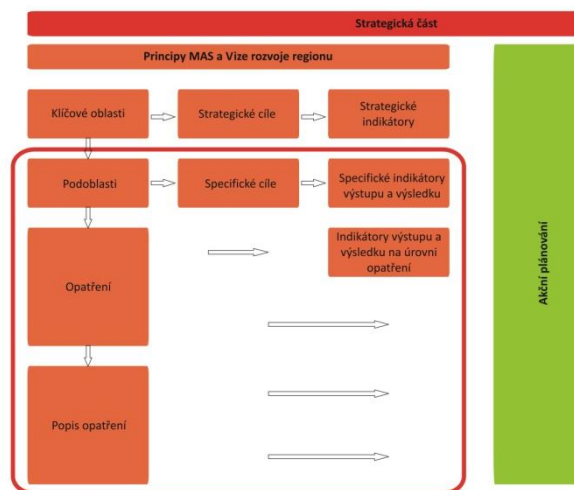 Strategická část
Principy MAS a Vize rozvoje regionu
Klíčové oblasti
Strategické cíle
Strategické
indikátory
Podoblasti
Specifické cíle
Specifické indikátory
výstupu a výsledku
Opatření
Indikátory výstupu a
výsledku na úrovni
opatření
Popis opatření
Akční plánování